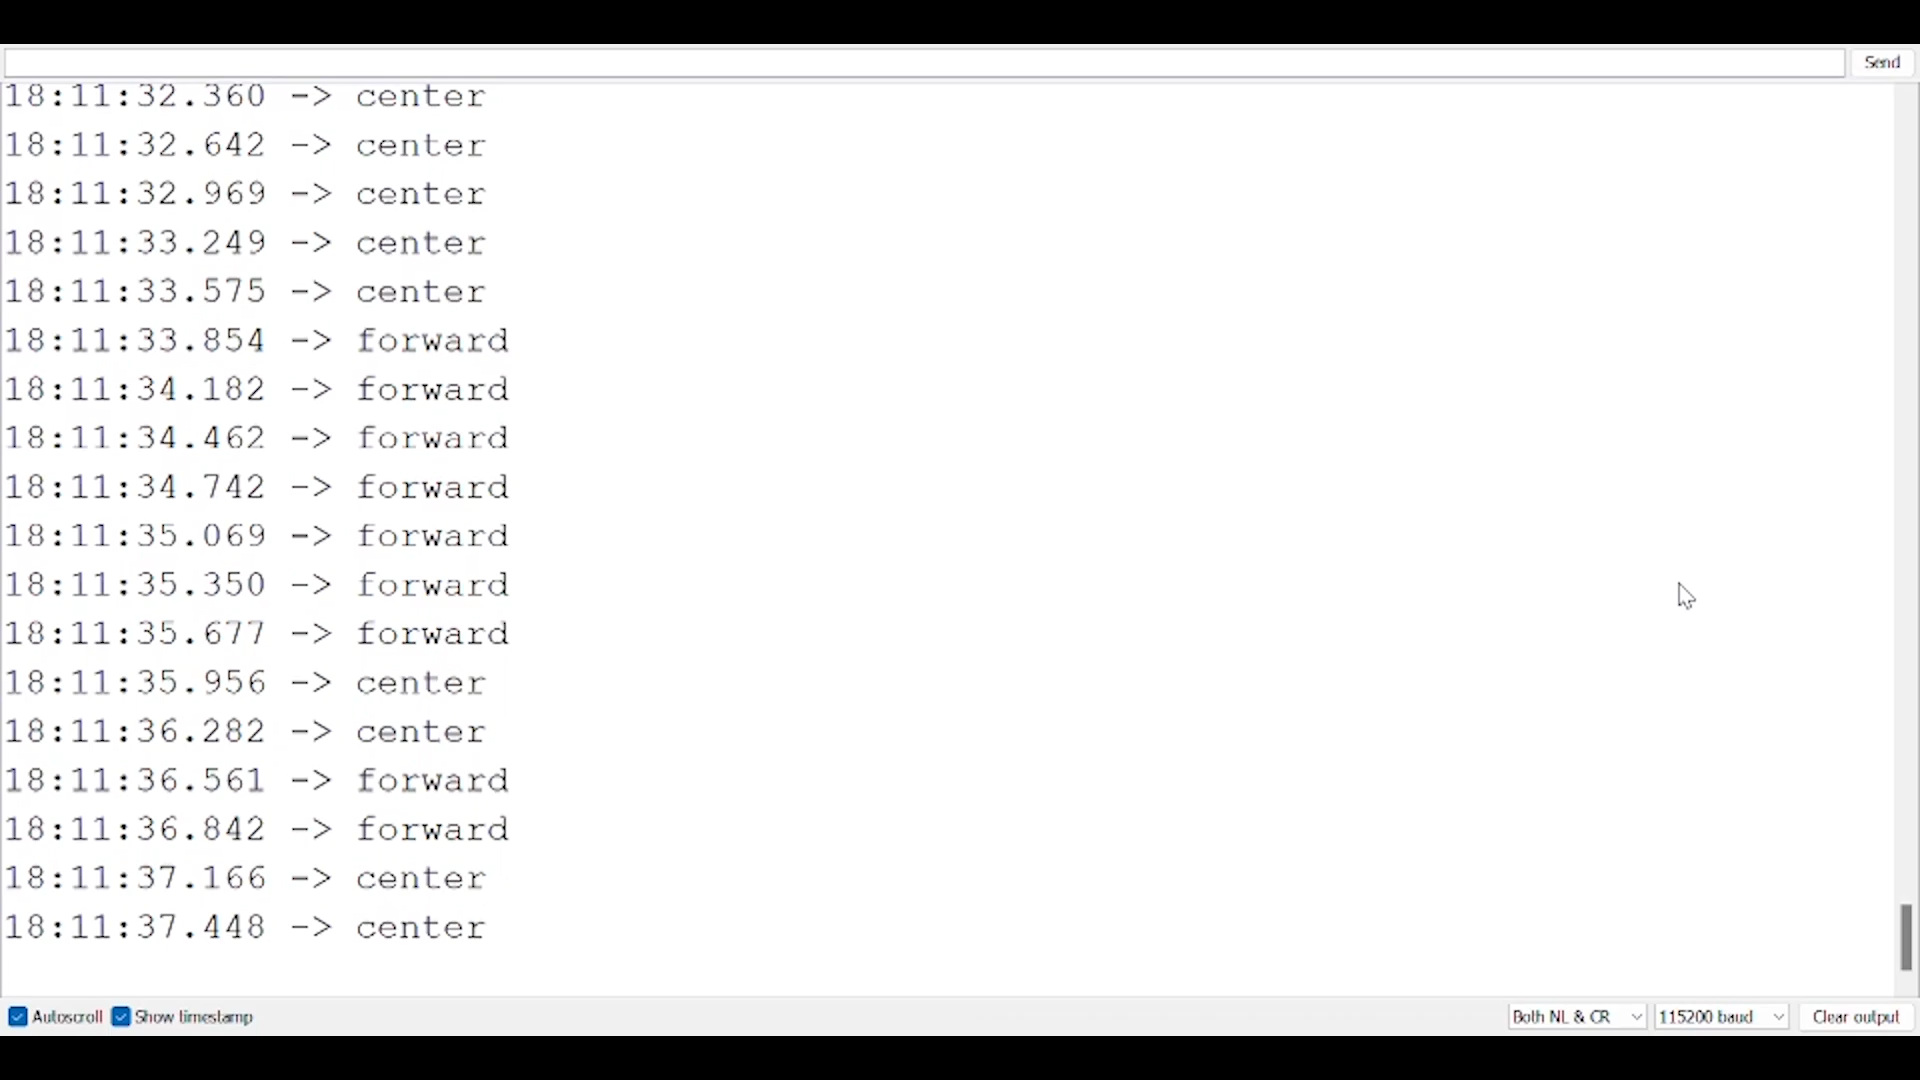 Send
18:11:32.360 -> center
18:11:32.642 -> center
18:11:32.969 -> center
18:11:33.249 -> center
18:11:33.575 -> center
18:11:33.854 -> forward
18:11:34.182 -> forward
18:11:34.462 -> forward
18:11:34.742 -> forward
18:11:35.069 -> forward
18:11:35.350 -> forward
18:11:35.677 -> forward
18:11:35.956 -> center
18:11:36.282 -> center
18:11:36.561 -> forward
18:11:36.842 -> forward
18:11:37.166 -> center
18:11:37.448 -> center
Autoscroll Show timestamp Both NL & CR 115200 baud Clear output